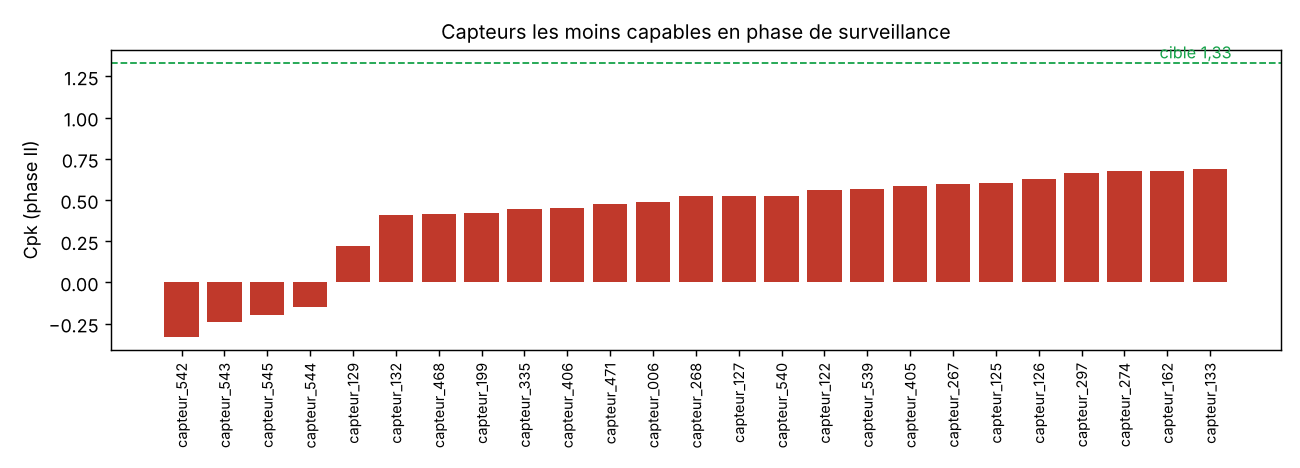 Capteurs les moins capables en phase de surveillance
cible 1,33
Cpk (phase II)
1.25
1.00
0.75
0.50
0.25
0.00
−0.25
capteur_542
capteur_543
capteur_545
capteur_544
capteur_129
capteur_132
capteur_468
capteur_199
capteur_335
capteur_406
capteur_471
capteur_006
capteur_268
capteur_127
capteur_540
capteur_122
capteur_539
capteur_405
capteur_267
capteur_125
capteur_126
capteur_297
capteur_274
capteur_162
capteur_133